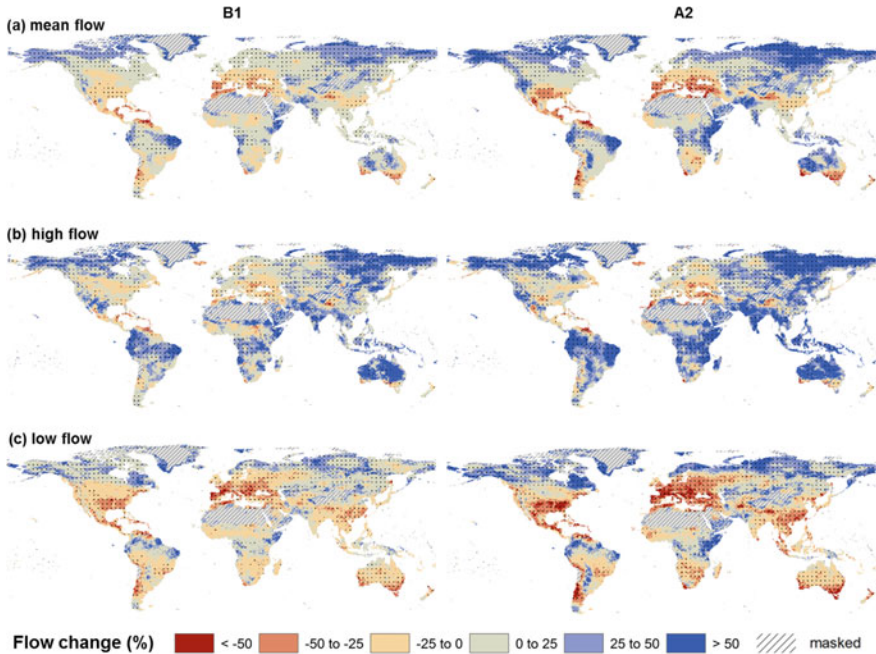 B1 A2
(a) mean flow
(b) high flow
(c) low flow
Flow change (%) < -50 -50 to -25 -25 to 0 0 to 25 25 to 50 > 50 masked